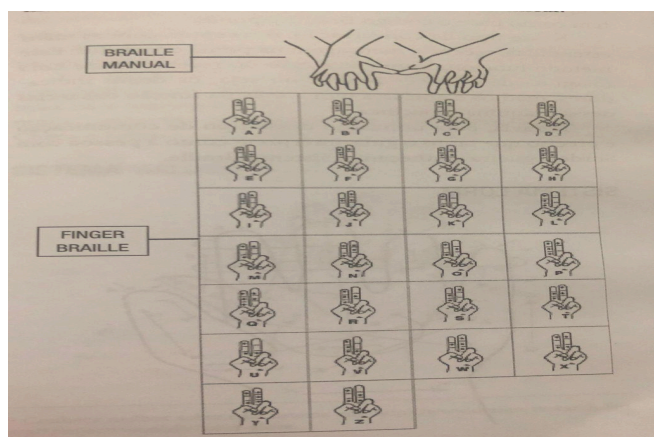 BRAILLE
MANUAL
A B C D
E F G H
I J K L
FINGER
BRAILLE
M N O P
Q R S T
U V W X
Y Z